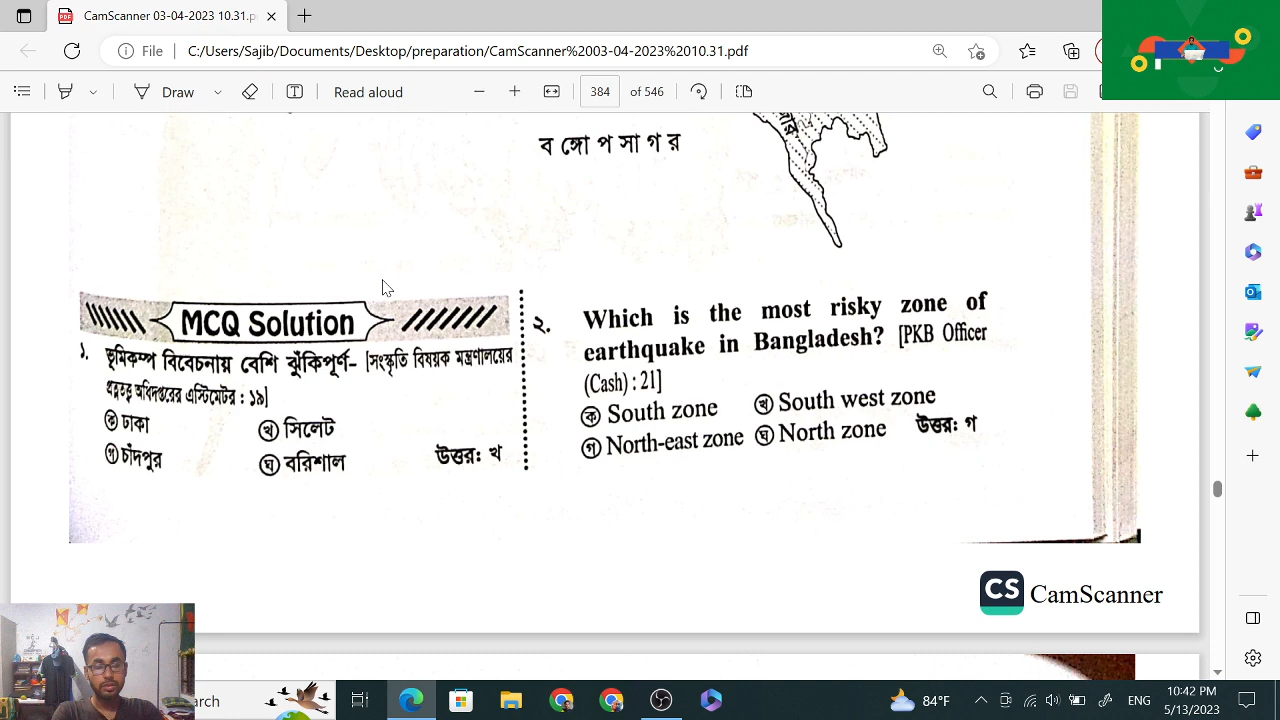 CamScanner 03-04-2023 10.31.p
File
C:/Users/Sajib/Documents/Desktop/preparation/CamScanner%2003-04-2023%2010.31.pdf
Draw
Read aloud
384 of 546
ব ঙ্গো প সা গ র
MCQ Solution
১. ভূমিকম্প বিবেচনায় বেশি ঝুঁকিপূর্ণ- [সংস্কৃতি বিষয়ক মন্ত্রণালয়ের
প্রত্নতত্ত্ব অধিদপ্তরের এস্টিমেটর : ১৯]
ক ঢাকা খ সিলেট
গ চাঁদপুর ঘ বরিশাল উত্তর: খ
২. Which is the most risky zone of
earthquake in Bangladesh? [PKB Officer
(Cash) : 21]
ক South zone খ South west zone
গ North-east zone ঘ North zone উত্তর: গ
CS CamScanner
arch
84°F
ENG
10:42 PM
5/13/2023